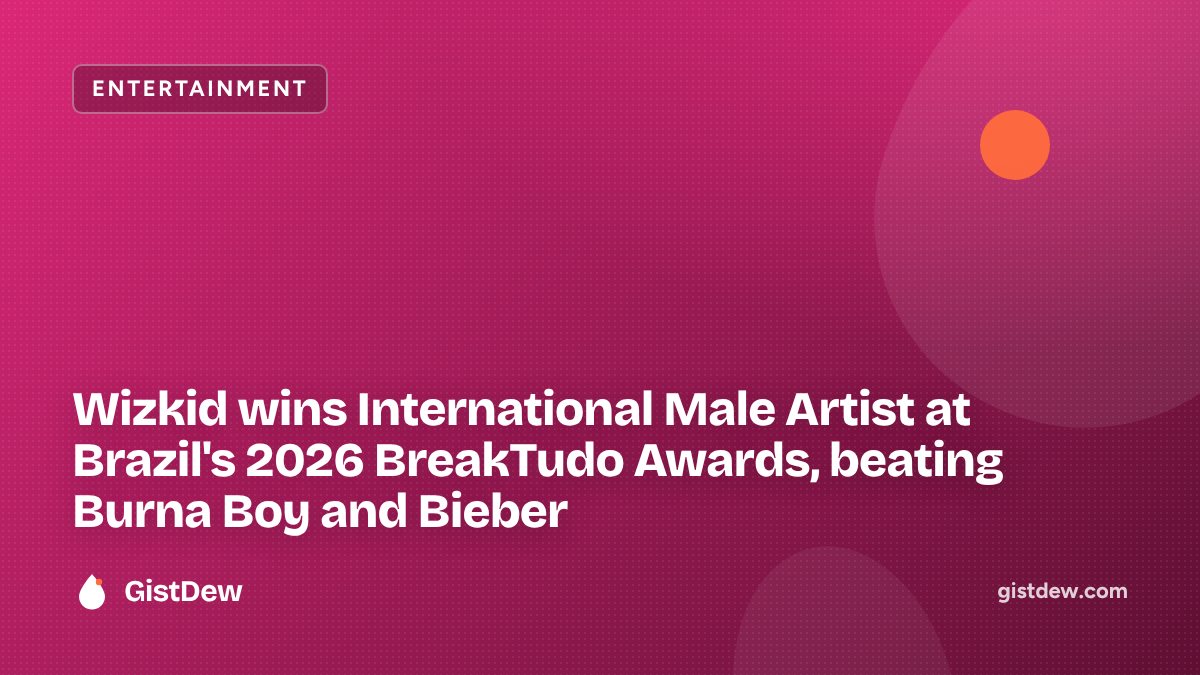 ENTERTAINMENT
Wizkid wins International Male Artist at
Brazil's 2026 BreakTudo Awards, beating
Burna Boy and Bieber
GistDew
gistdew.com